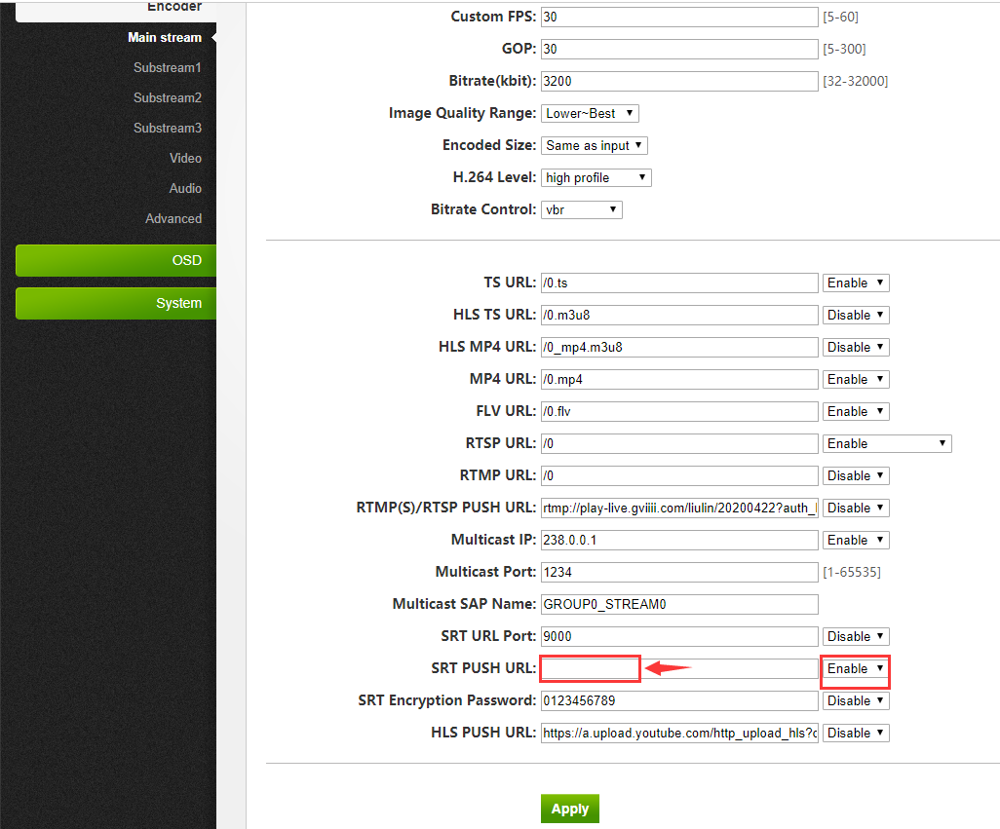 Encoder
Main stream
Substream1
Substream2
Substream3
Video
Audio
Advanced
OSD
System
Custom FPS: 30 [5-60]
GOP: 30 [5-300]
Bitrate(kbit): 3200 [32-32000]
Image Quality Range: Lower~Best
Encoded Size: Same as input
H.264 Level: high profile
Bitrate Control: vbr
TS URL: /0.ts Enable
HLS TS URL: /0.m3u8 Disable
HLS MP4 URL: /0_mp4.m3u8 Disable
MP4 URL: /0.mp4 Enable
FLV URL: /0.flv Enable
RTSP URL: /0 Enable
RTMP URL: /0 Disable
RTMP(S)/RTSP PUSH URL: rtmp://play-live.gviiii.com/liulin/20200422?auth_ Disable
Multicast IP: 238.0.0.1 Enable
Multicast Port: 1234 [1-65535]
Multicast SAP Name: GROUP0_STREAM0
SRT URL Port: 9000 Disable
SRT PUSH URL: Enable
SRT Encryption Password: 0123456789 Disable
HLS PUSH URL: https://a.upload.youtube.com/http_upload_hls?c Disable
Apply